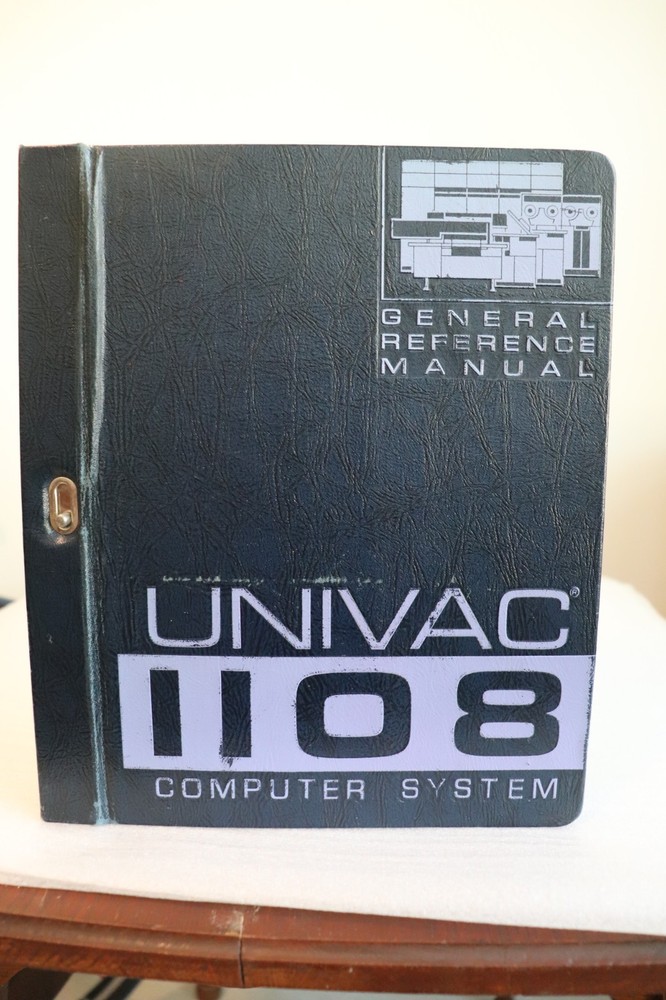 GENERAL
REFERENCE
MANUAL
UNIVAC®
1108
COMPUTER SYSTEM